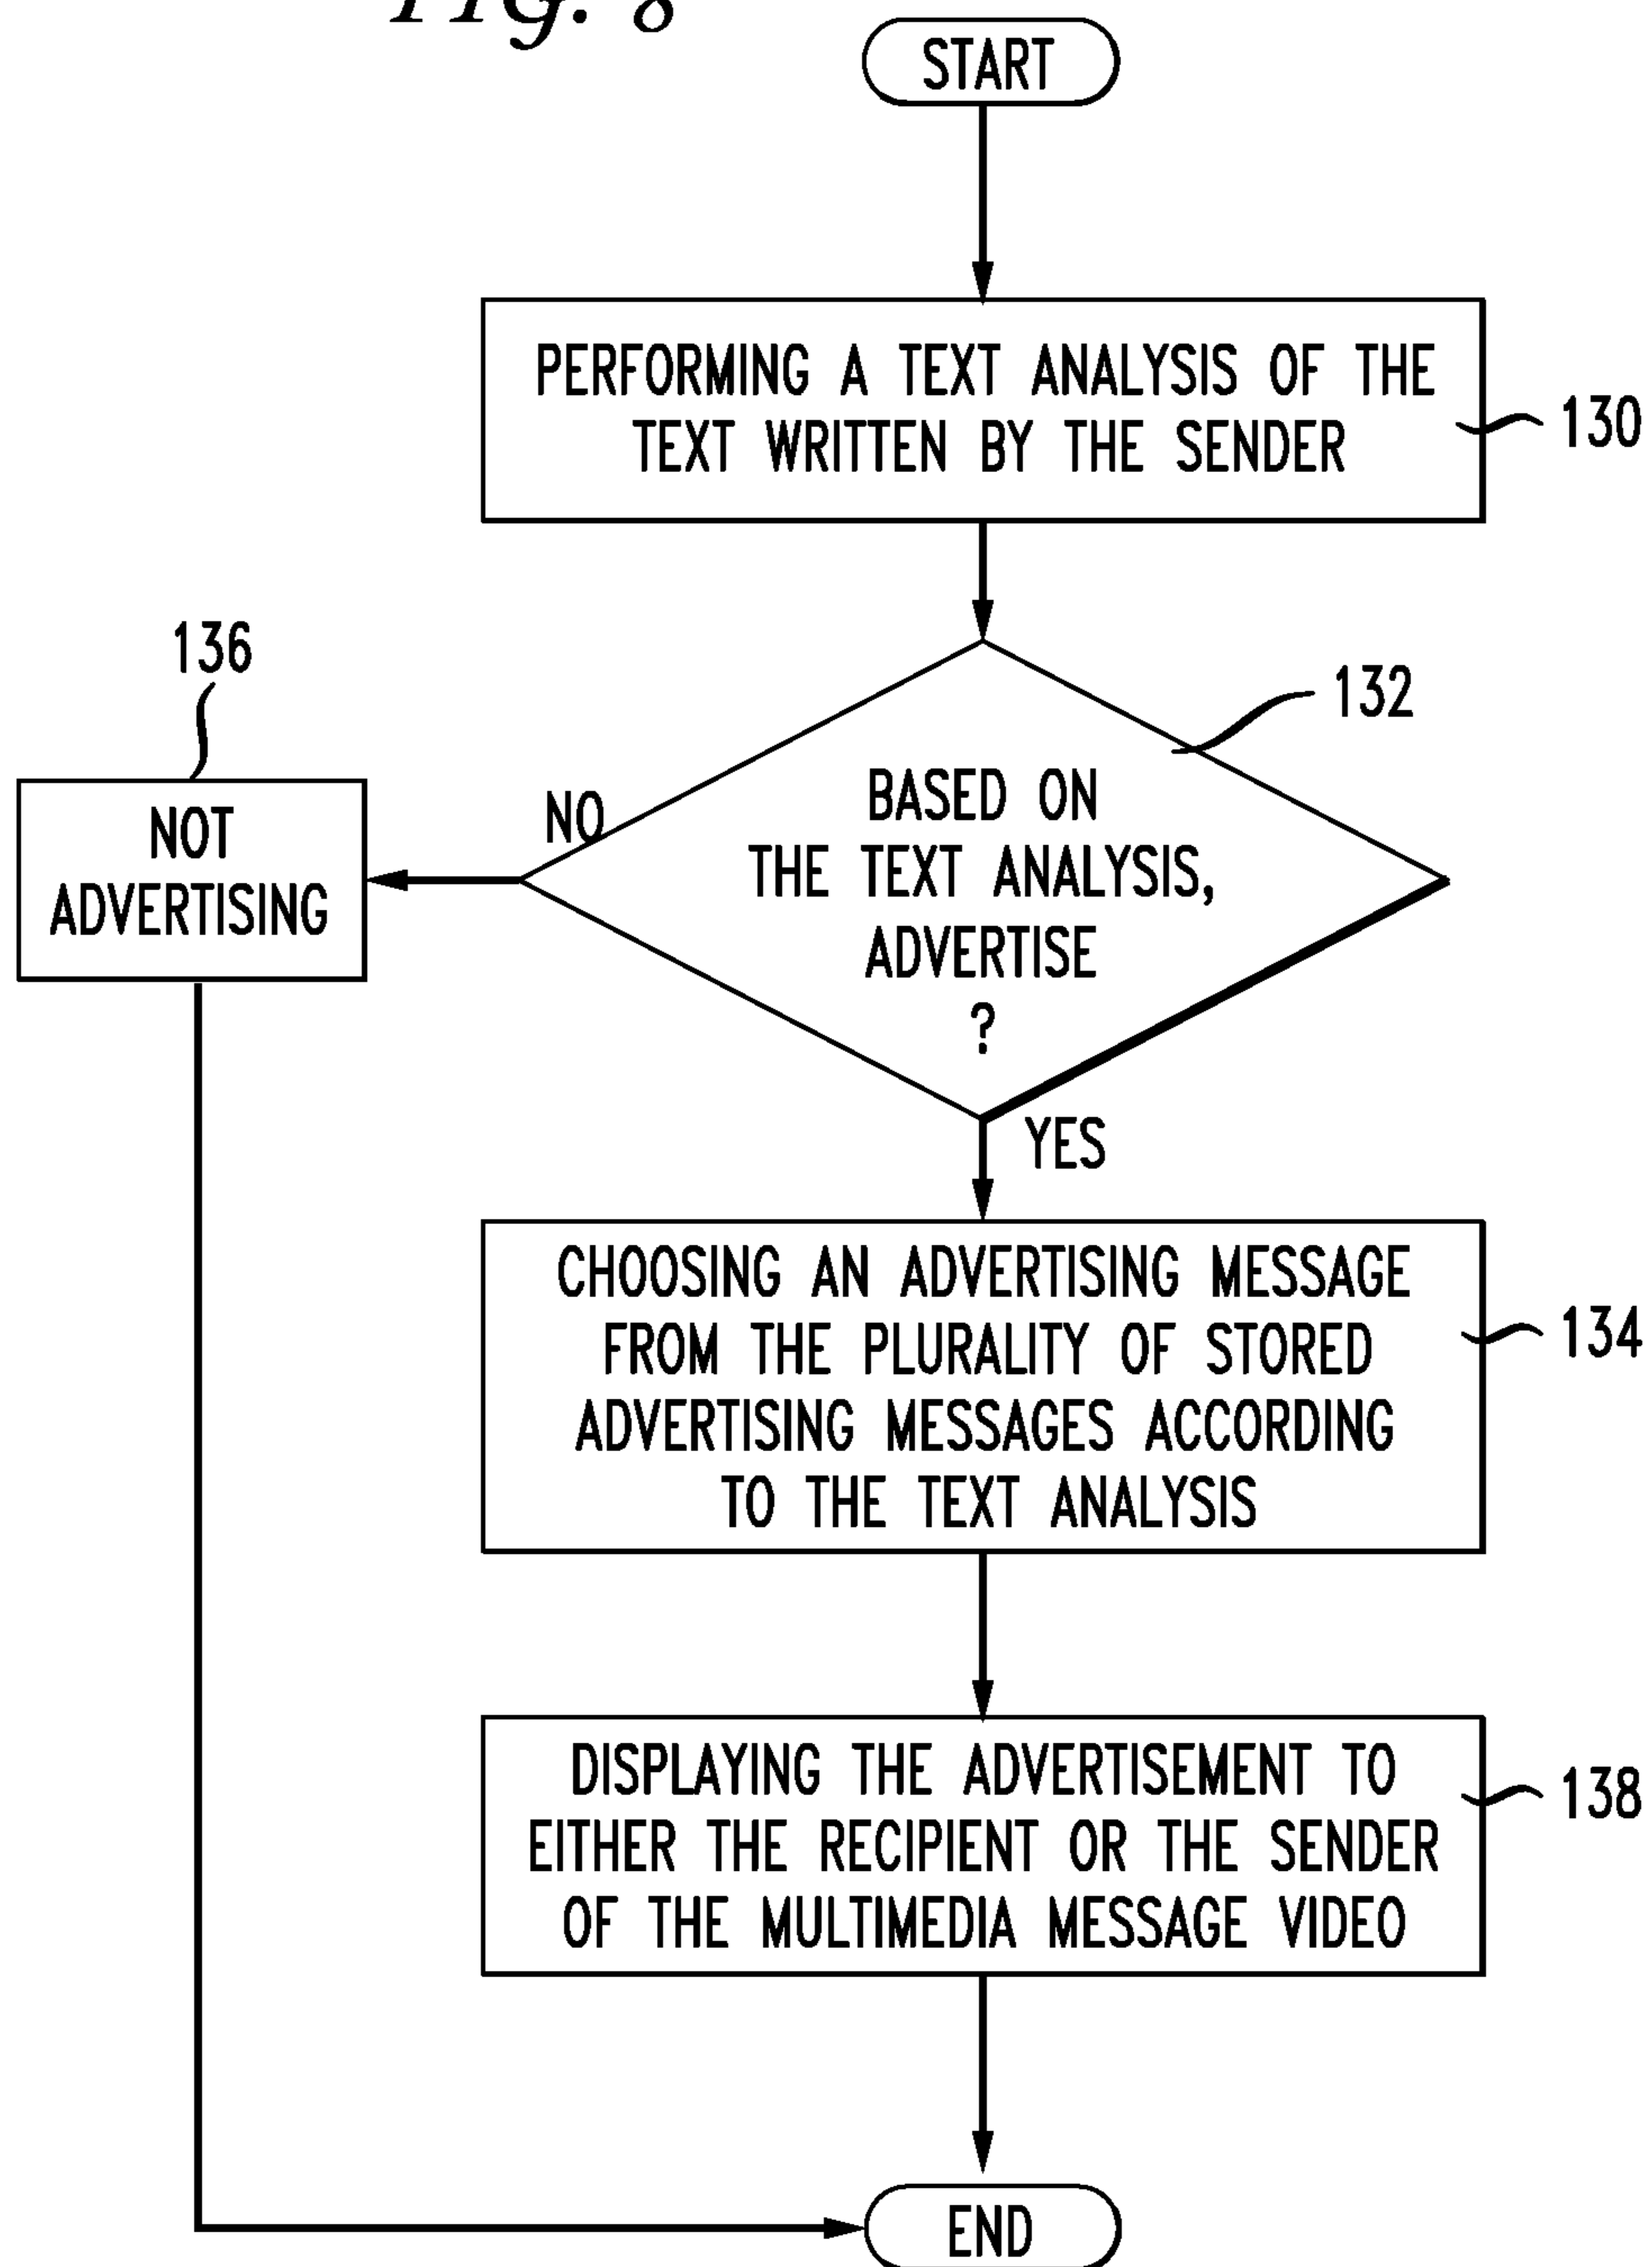 FIG. 8
START
PERFORMING A TEXT ANALYSIS OF THE
TEXT WRITTEN BY THE SENDER
130
136
132
NOT
ADVERTISING
NO
BASED ON
THE TEXT ANALYSIS,
ADVERTISE
?
YES
CHOOSING AN ADVERTISING MESSAGE
FROM THE PLURALITY OF STORED
ADVERTISING MESSAGES ACCORDING
TO THE TEXT ANALYSIS
134
DISPLAYING THE ADVERTISEMENT TO
EITHER THE RECIPIENT OR THE SENDER
OF THE MULTIMEDIA MESSAGE VIDEO
138
END